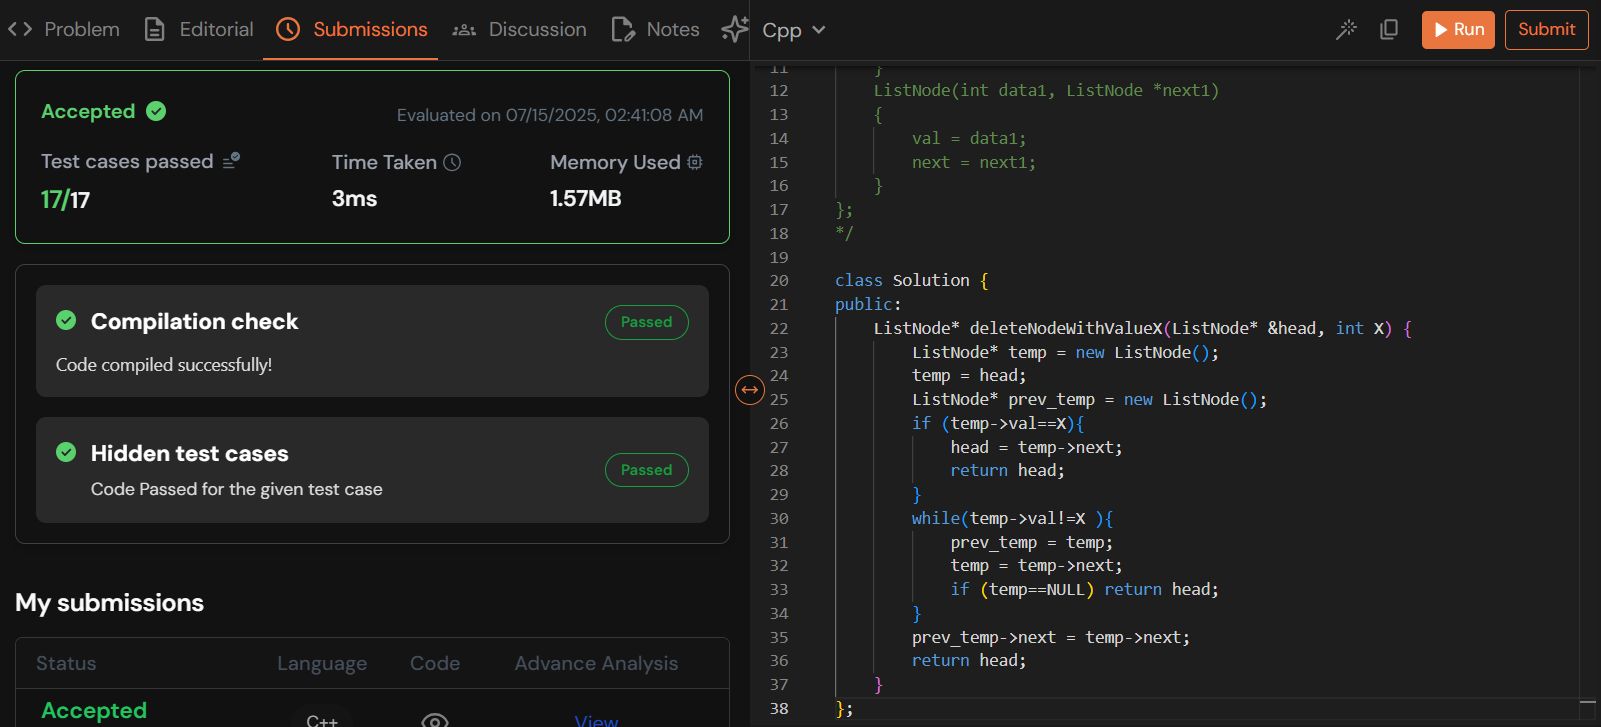 Problem Editorial Submissions Discussion Notes
Cpp Run Submit
Accepted
Evaluated on 07/15/2025, 02:41:08 AM
Test cases passed Time Taken Memory Used
17/17 3ms 1.57MB
Compilation check Passed
Code compiled successfully!
Hidden test cases Passed
Code Passed for the given test case
My submissions
Status Language Code Advance Analysis
Accepted C++ View
11 }
12 ListNode(int data1, ListNode *next1)
13 {
14 val = data1;
15 next = next1;
16 }
17 };
18 */
19
20 class Solution {
21 public:
22 ListNode* deleteNodeWithValueX(ListNode* &head, int X) {
23 ListNode* temp = new ListNode();
24 temp = head;
25 ListNode* prev_temp = new ListNode();
26 if (temp->val==X){
27 head = temp->next;
28 return head;
29 }
30 while(temp->val!=X ){
31 prev_temp = temp;
32 temp = temp->next;
33 if (temp==NULL) return head;
34 }
35 prev_temp->next = temp->next;
36 return head;
37 }
38 };